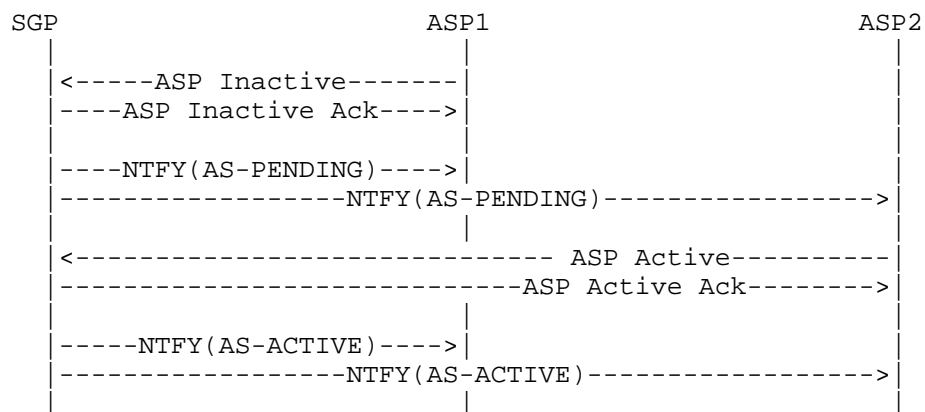 SGP ASP1 ASP2
<-----ASP Inactive-------|
|----ASP Inactive Ack---->|
|----NTFY(AS-PENDING)---->|
|------------------NTFY(AS-PENDING)----------------->|
|<------------------------------ ASP Active----------|
|-----------------------------ASP Active Ack-------->|
|-----NTFY(AS-ACTIVE)---->|
|------------------NTFY(AS-ACTIVE)------------------>|